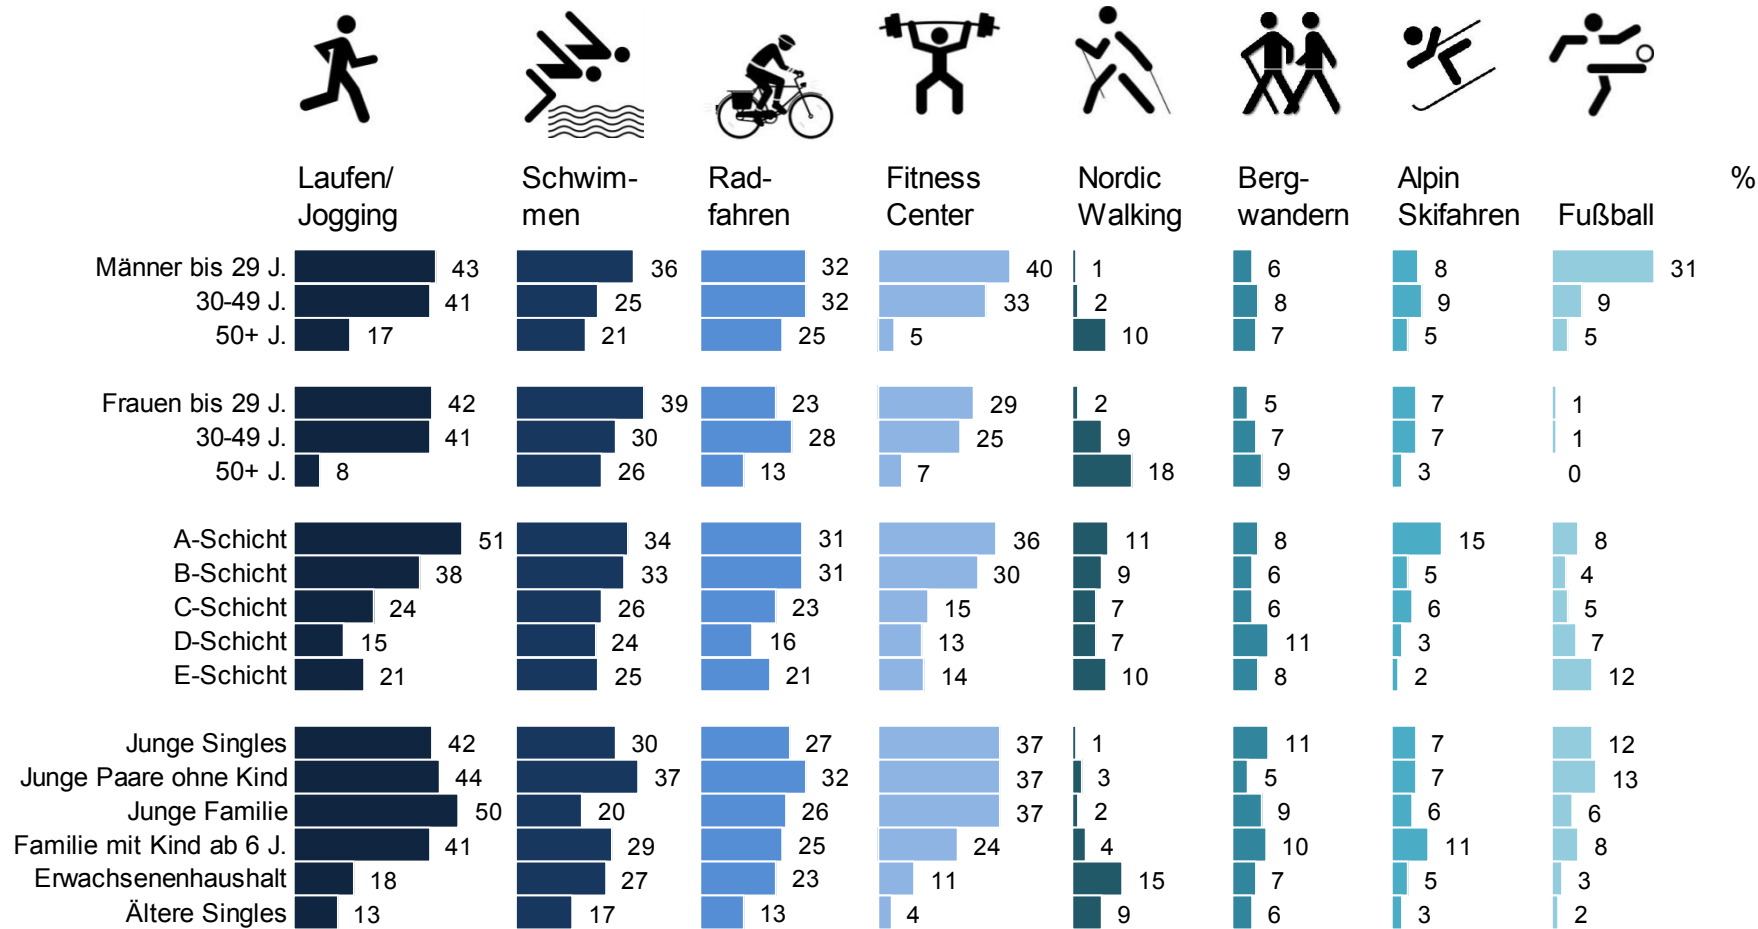 Laufen/ Schwim- Rad- Fitness Nordic Berg- Alpin %
Jogging men fahren Center Walking wandern Skifahren Fußball
Männer bis 29 J. 43 36 32 40 1 6 8 31
30-49 J. 41 25 32 33 2 8 9 9
50+ J. 17 21 25 5 10 7 5 5
Frauen bis 29 J. 42 39 23 29 2 5 7 1
30-49 J. 41 30 28 25 9 7 7 1
50+ J. 8 26 13 7 18 9 3 0
A-Schicht 51 34 31 36 11 8 15 8
B-Schicht 38 33 31 30 9 6 5 4
C-Schicht 24 26 23 15 7 6 6 5
D-Schicht 15 24 16 13 7 11 3 7
E-Schicht 21 25 21 14 10 8 2 12
Junge Singles 42 30 27 37 1 11 7 12
Junge Paare ohne Kind 44 37 32 37 3 5 7 13
Junge Familie 50 20 26 37 2 9 6 6
Familie mit Kind ab 6 J. 41 29 25 24 4 10 11 8
Erwachsenenhaushalt 18 27 23 11 15 7 5 3
Ältere Singles 13 17 13 4 9 6 3 2